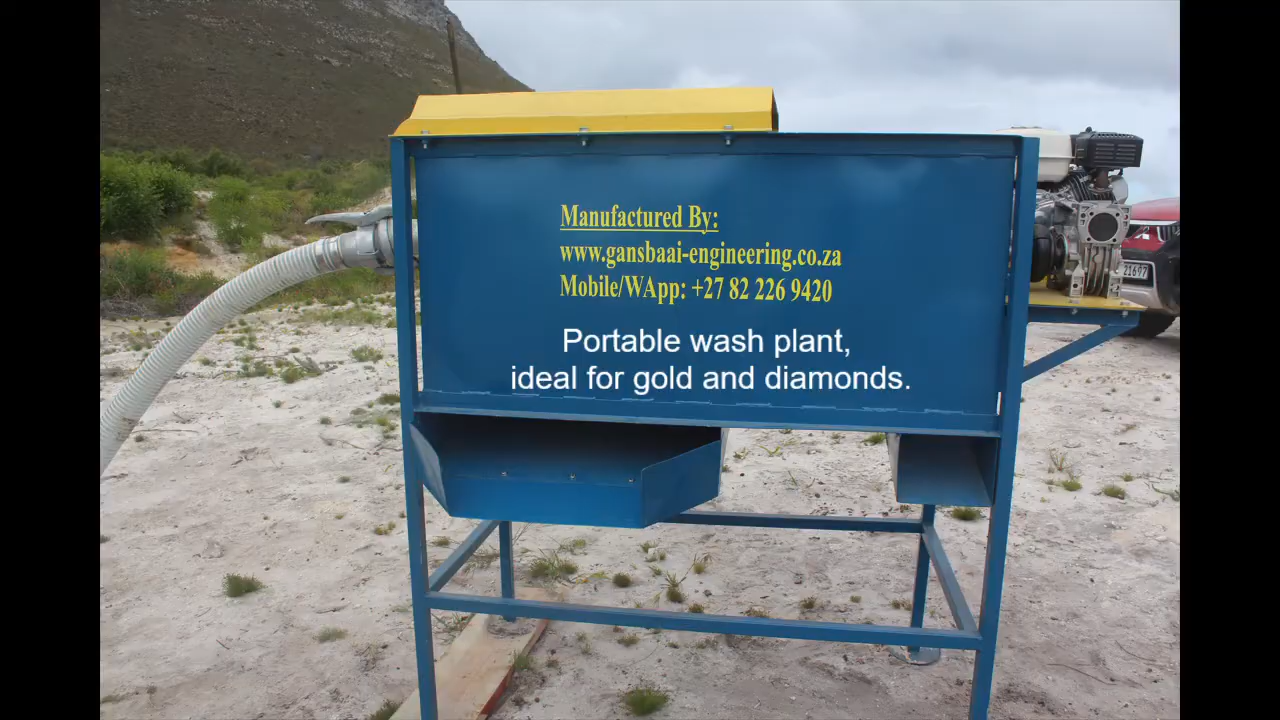 Manufactured By:
www.gansbaai-engineering.co.za
Mobile/WApp: +27 82 226 9420
Portable wash plant,
ideal for gold and diamonds.
21697